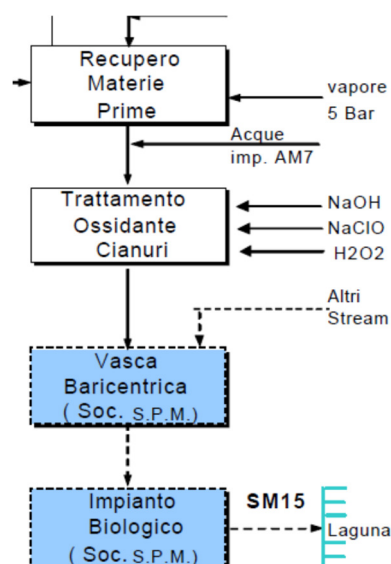 Recupero
Materie
Prime
vapore
5 Bar
Acque
imp. AM7
Trattamento
Ossidante
Cianuri
NaOH
NaClO
H2O2
Altri
Stream
Vasca
Baricentrica
( Soc. S.P.M.)
Impianto
Biologico
( Soc. S.P.M.)
SM15
Laguna